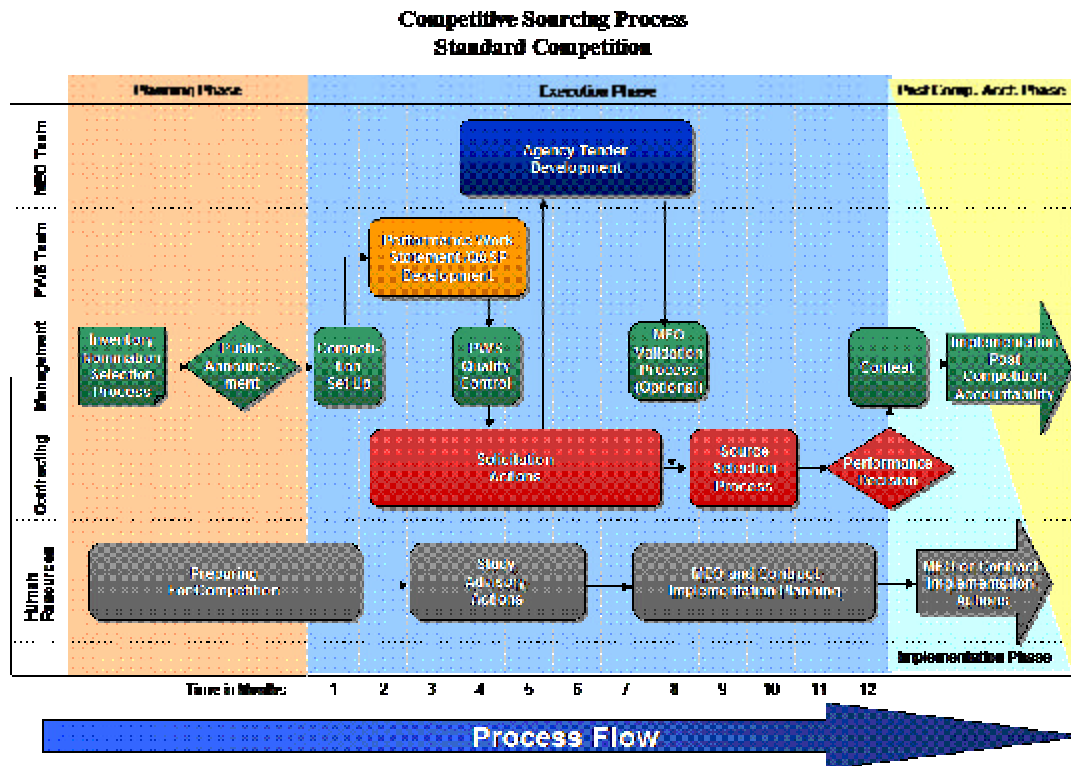 Competitive Sourcing Process
Standard Competition
Planning Phase
Execution Phase
Post Comp. Acct. Phase
MEO Team
Agency Tender
Development
PWS Team
Performance Work
Statement /QASP
Development
Management
Inventory
Nomination
Selection
Process
Public
Announce-
ment
Competi-
tion
Set Up
PWS
Quality
Control
MEO
Validation
Process
(Optional)
Contest
Implementation
Post
Competition
Accountability
Contracting
Solicitation
Actions
Source
Selection
Process
Performance
Decision
Human
Resources
Preparing
For Competition
Study
Advisory
Actions
MEO and Contract
Implementation Planning
MEO or Contract
Implementation
Actions
Implementation Phase
Time in Months
1 2 3 4 5 6 7 8 9 10 11 12
Process Flow